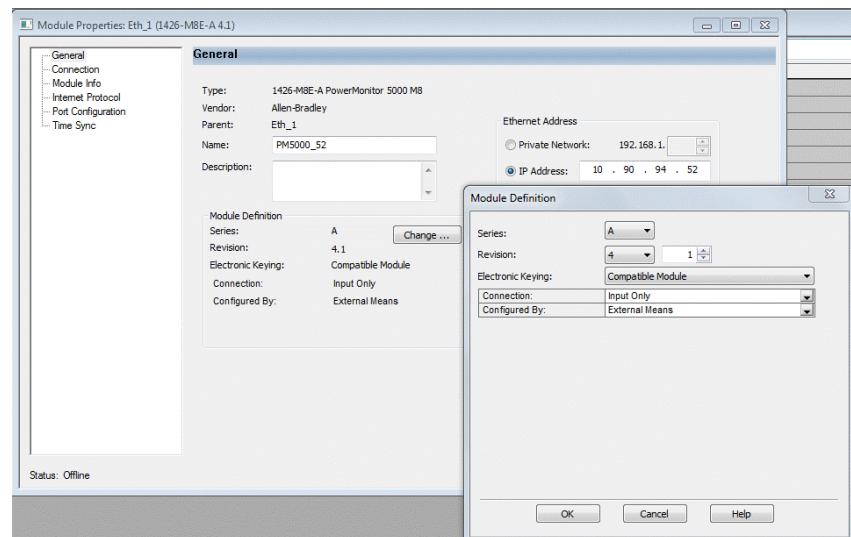 Module Properties: Eth_1 (1426-M8E-A 4.1)
General
Connection
Module Info
Internet Protocol
Port Configuration
Time Sync
General
Type: 1426-M8E-A PowerMonitor 5000 M8
Vendor: Allen-Bradley
Parent: Eth_1
Name: PM5000_52
Description:
Ethernet Address
Private Network: 192.168.1.
IP Address: 10 . 90 . 94 . 52
Module Definition
Series: A
Change ...
Revision: 4.1
Electronic Keying: Compatible Module
Connection: Input Only
Configured By: External Means
Status: Offline
Module Definition
Series: A
Revision: 4 1
Electronic Keying: Compatible Module
Connection: Input Only
Configured By: External Means
OK Cancel Help